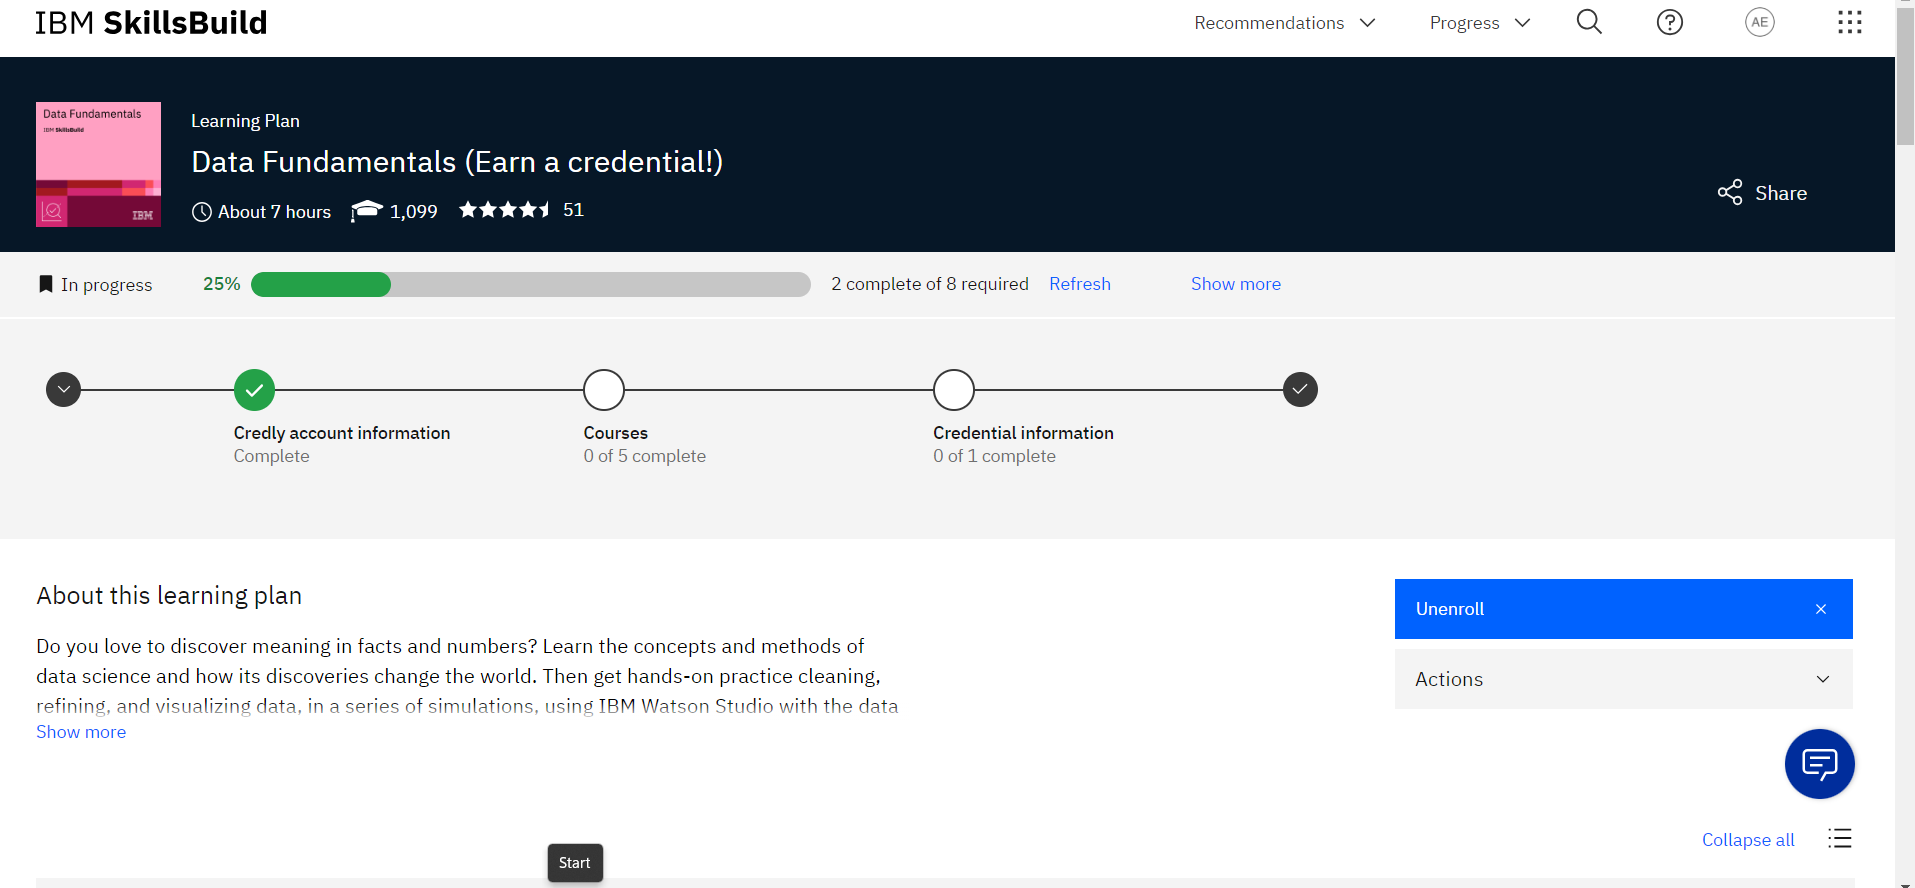 IBM SkillsBuild
Recommendations
Progress
AE
Data Fundamentals
IBM SkillsBuild
IBM
Learning Plan
Data Fundamentals (Earn a credential!)
About 7 hours
1,099
51
Share
In progress
25%
2 complete of 8 required
Refresh
Show more
Credly account information
Complete
Courses
0 of 5 complete
Credential information
0 of 1 complete
About this learning plan
Do you love to discover meaning in facts and numbers? Learn the concepts and methods of
data science and how its discoveries change the world. Then get hands-on practice cleaning,
refining, and visualizing data, in a series of simulations, using IBM Watson Studio with the data
Show more
Unenroll
Actions
Collapse all
Start